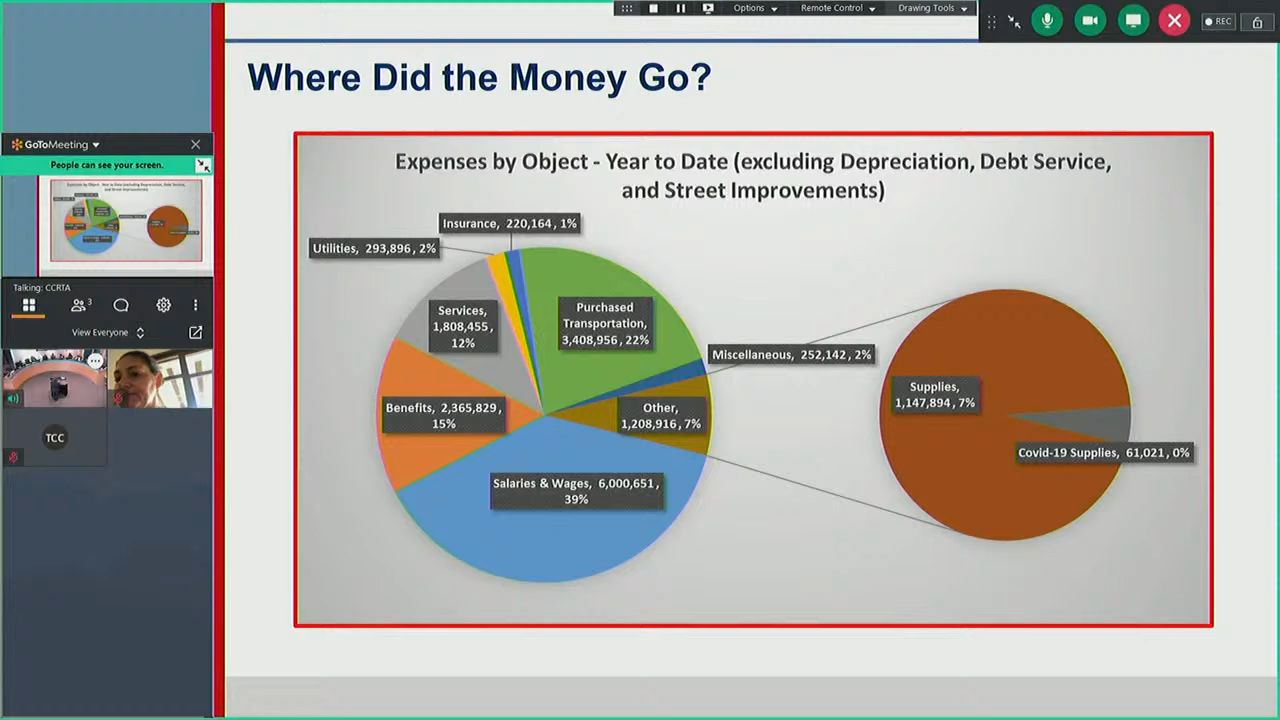 Options
Remote Control
Drawing Tools
REC
Where Did the Money Go?
GoToMeeting
People can see your screen.
Talking: CCRTA
3
View Everyone
TCC
Expenses by Object - Year to Date (excluding Depreciation, Debt Service,
and Street Improvements)
Insurance, 220,164, 1%
Utilities, 293,896, 2%
Services,
1,808,455,
12%
Purchased
Transportation,
3,408,956, 22%
Miscellaneous, 252,142, 2%
Benefits, 2,365,829,
15%
Other,
1,208,916, 7%
Salaries & Wages, 6,000,651,
39%
Supplies,
1,147,894, 7%
Covid-19 Supplies, 61,021, 0%